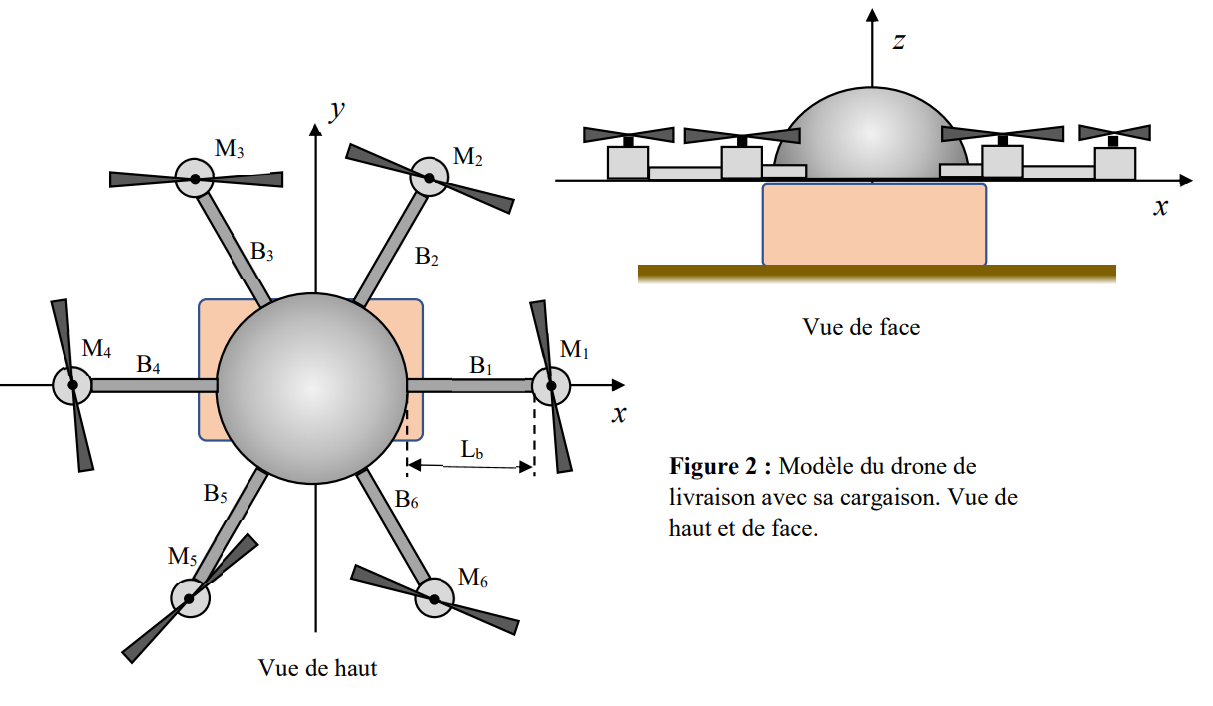 z
y
M₃
M₂
B₃
B₂
x
Vue de face
M₄
B₄
B₁
M₁
x
L_b
Figure 2 : Modèle du drone de
livraison avec sa cargaison. Vue de
haut et de face.
B₅
B₆
M₅
M₆
Vue de haut